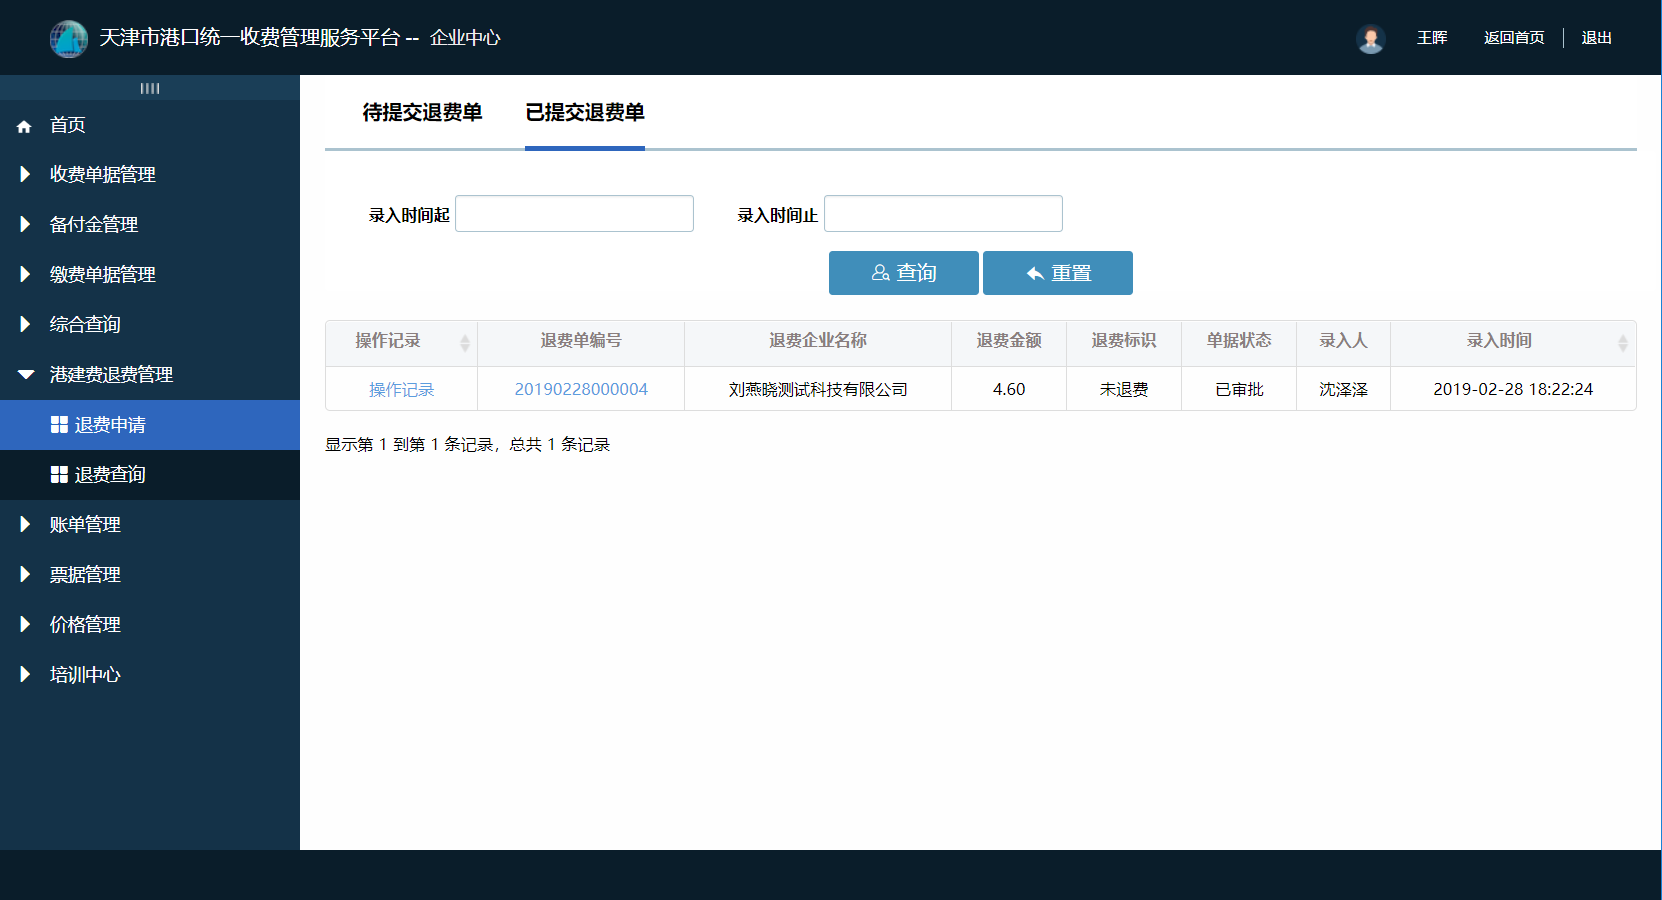 天津市港口统一收费管理服务平台 -- 企业中心
王晖 返回首页 退出
首页
收费单据管理
备付金管理
缴费单据管理
综合查询
港建费退费管理
退费申请
退费查询
账单管理
票据管理
价格管理
培训中心
待提交退费单 已提交退费单
录入时间起 录入时间止
查询 重置
操作记录 退费单编号 退费企业名称 退费金额 退费标识 单据状态 录入人 录入时间
操作记录 20190228000004 刘燕晓测试科技有限公司 4.60 未退费 已审批 沈泽泽 2019-02-28 18:22:24
显示第 1 到第 1 条记录，总共 1 条记录